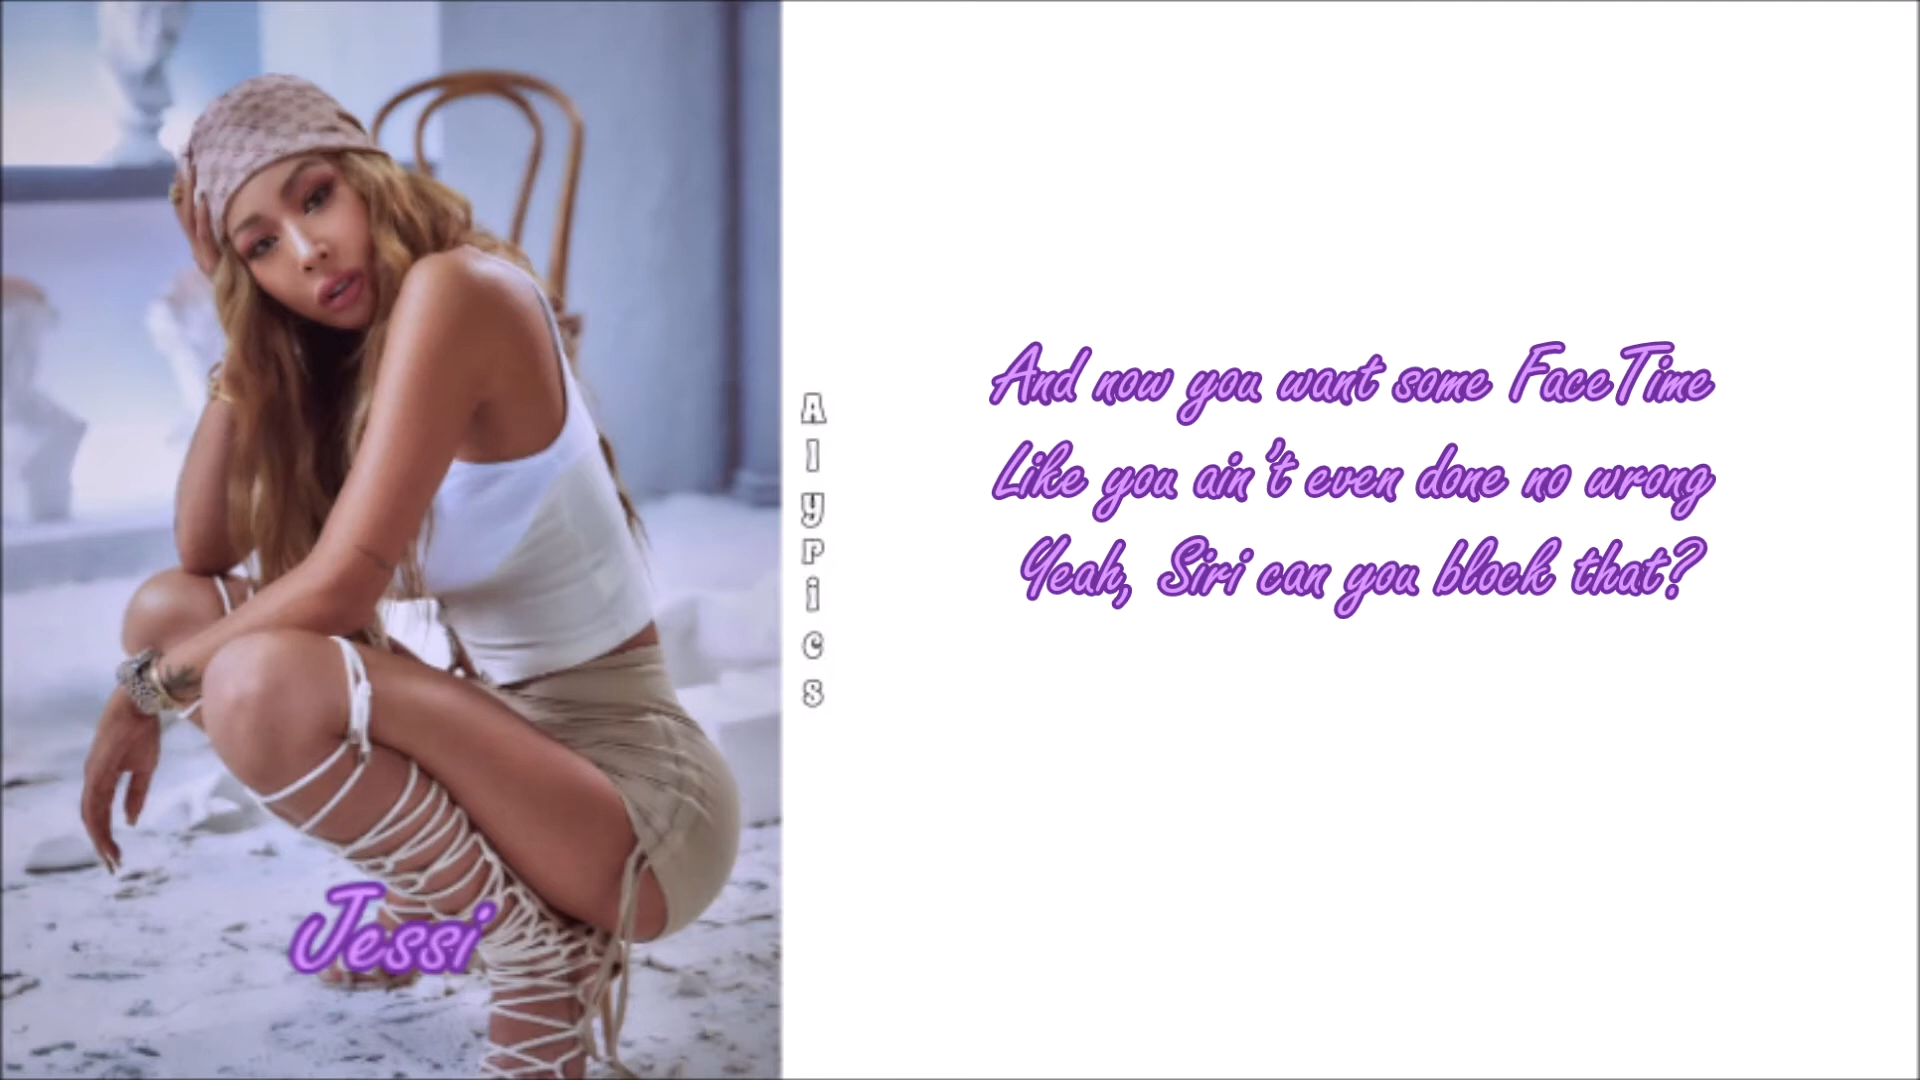 Jessi
AlyPics
And now you want some FaceTime
Like you ain't even done no wrong
Yeah, Siri can you block that?